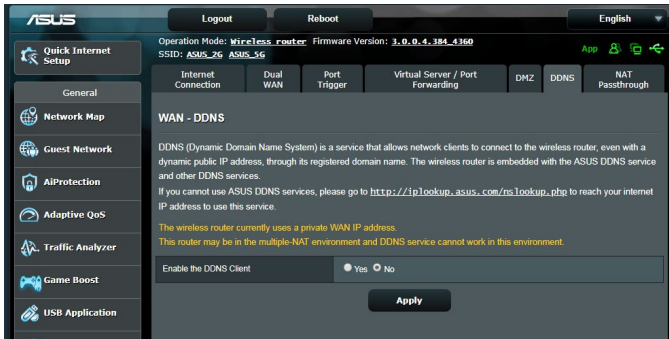 ASUS
Logout
Reboot
English
Quick Internet Setup
Operation Mode: Wireless router Firmware Version: 3.0.0.4.384_4360
SSID: ASUS_2G ASUS_5G
App
General
Network Map
Guest Network
AiProtection
Adaptive QoS
Traffic Analyzer
Game Boost
USB Application
Internet Connection
Dual WAN
Port Trigger
Virtual Server / Port Forwarding
DMZ
DDNS
NAT Passthrough
WAN - DDNS
DDNS (Dynamic Domain Name System) is a service that allows network clients to connect to the wireless router, even with a
dynamic public IP address, through its registered domain name. The wireless router is embedded with the ASUS DDNS service
and other DDNS services.
If you cannot use ASUS DDNS services, please go to http://iplookup.asus.com/nslookup.php to reach your internet
IP address to use this service.
The wireless router currently uses a private WAN IP address.
This router may be in the multiple-NAT environment and DDNS service cannot work in this environment.
Enable the DDNS Client
Yes No
Apply